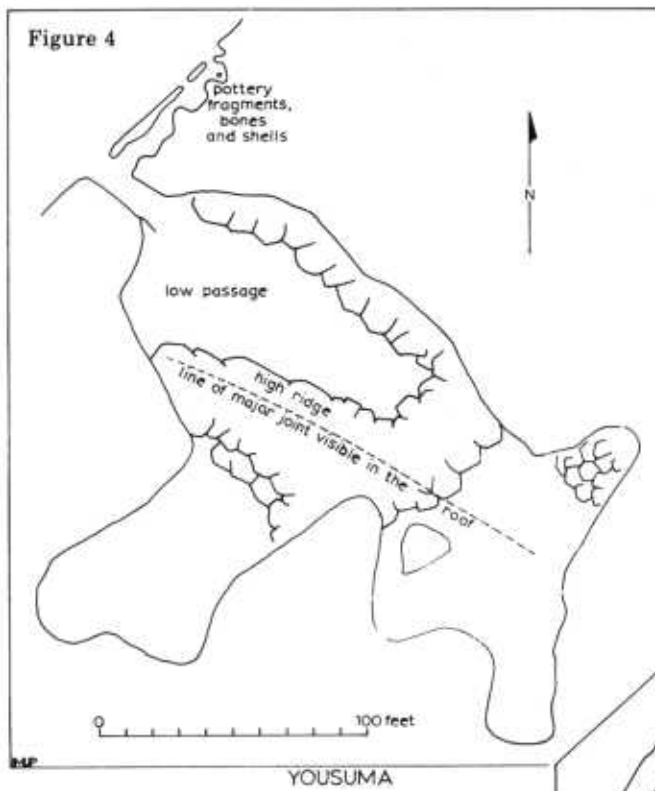 Figure 4
pottery
fragments,
bones
and shells
N
low passage
high ridge
line of major joint visible in the roof
0 100 feet
YOUSUMA